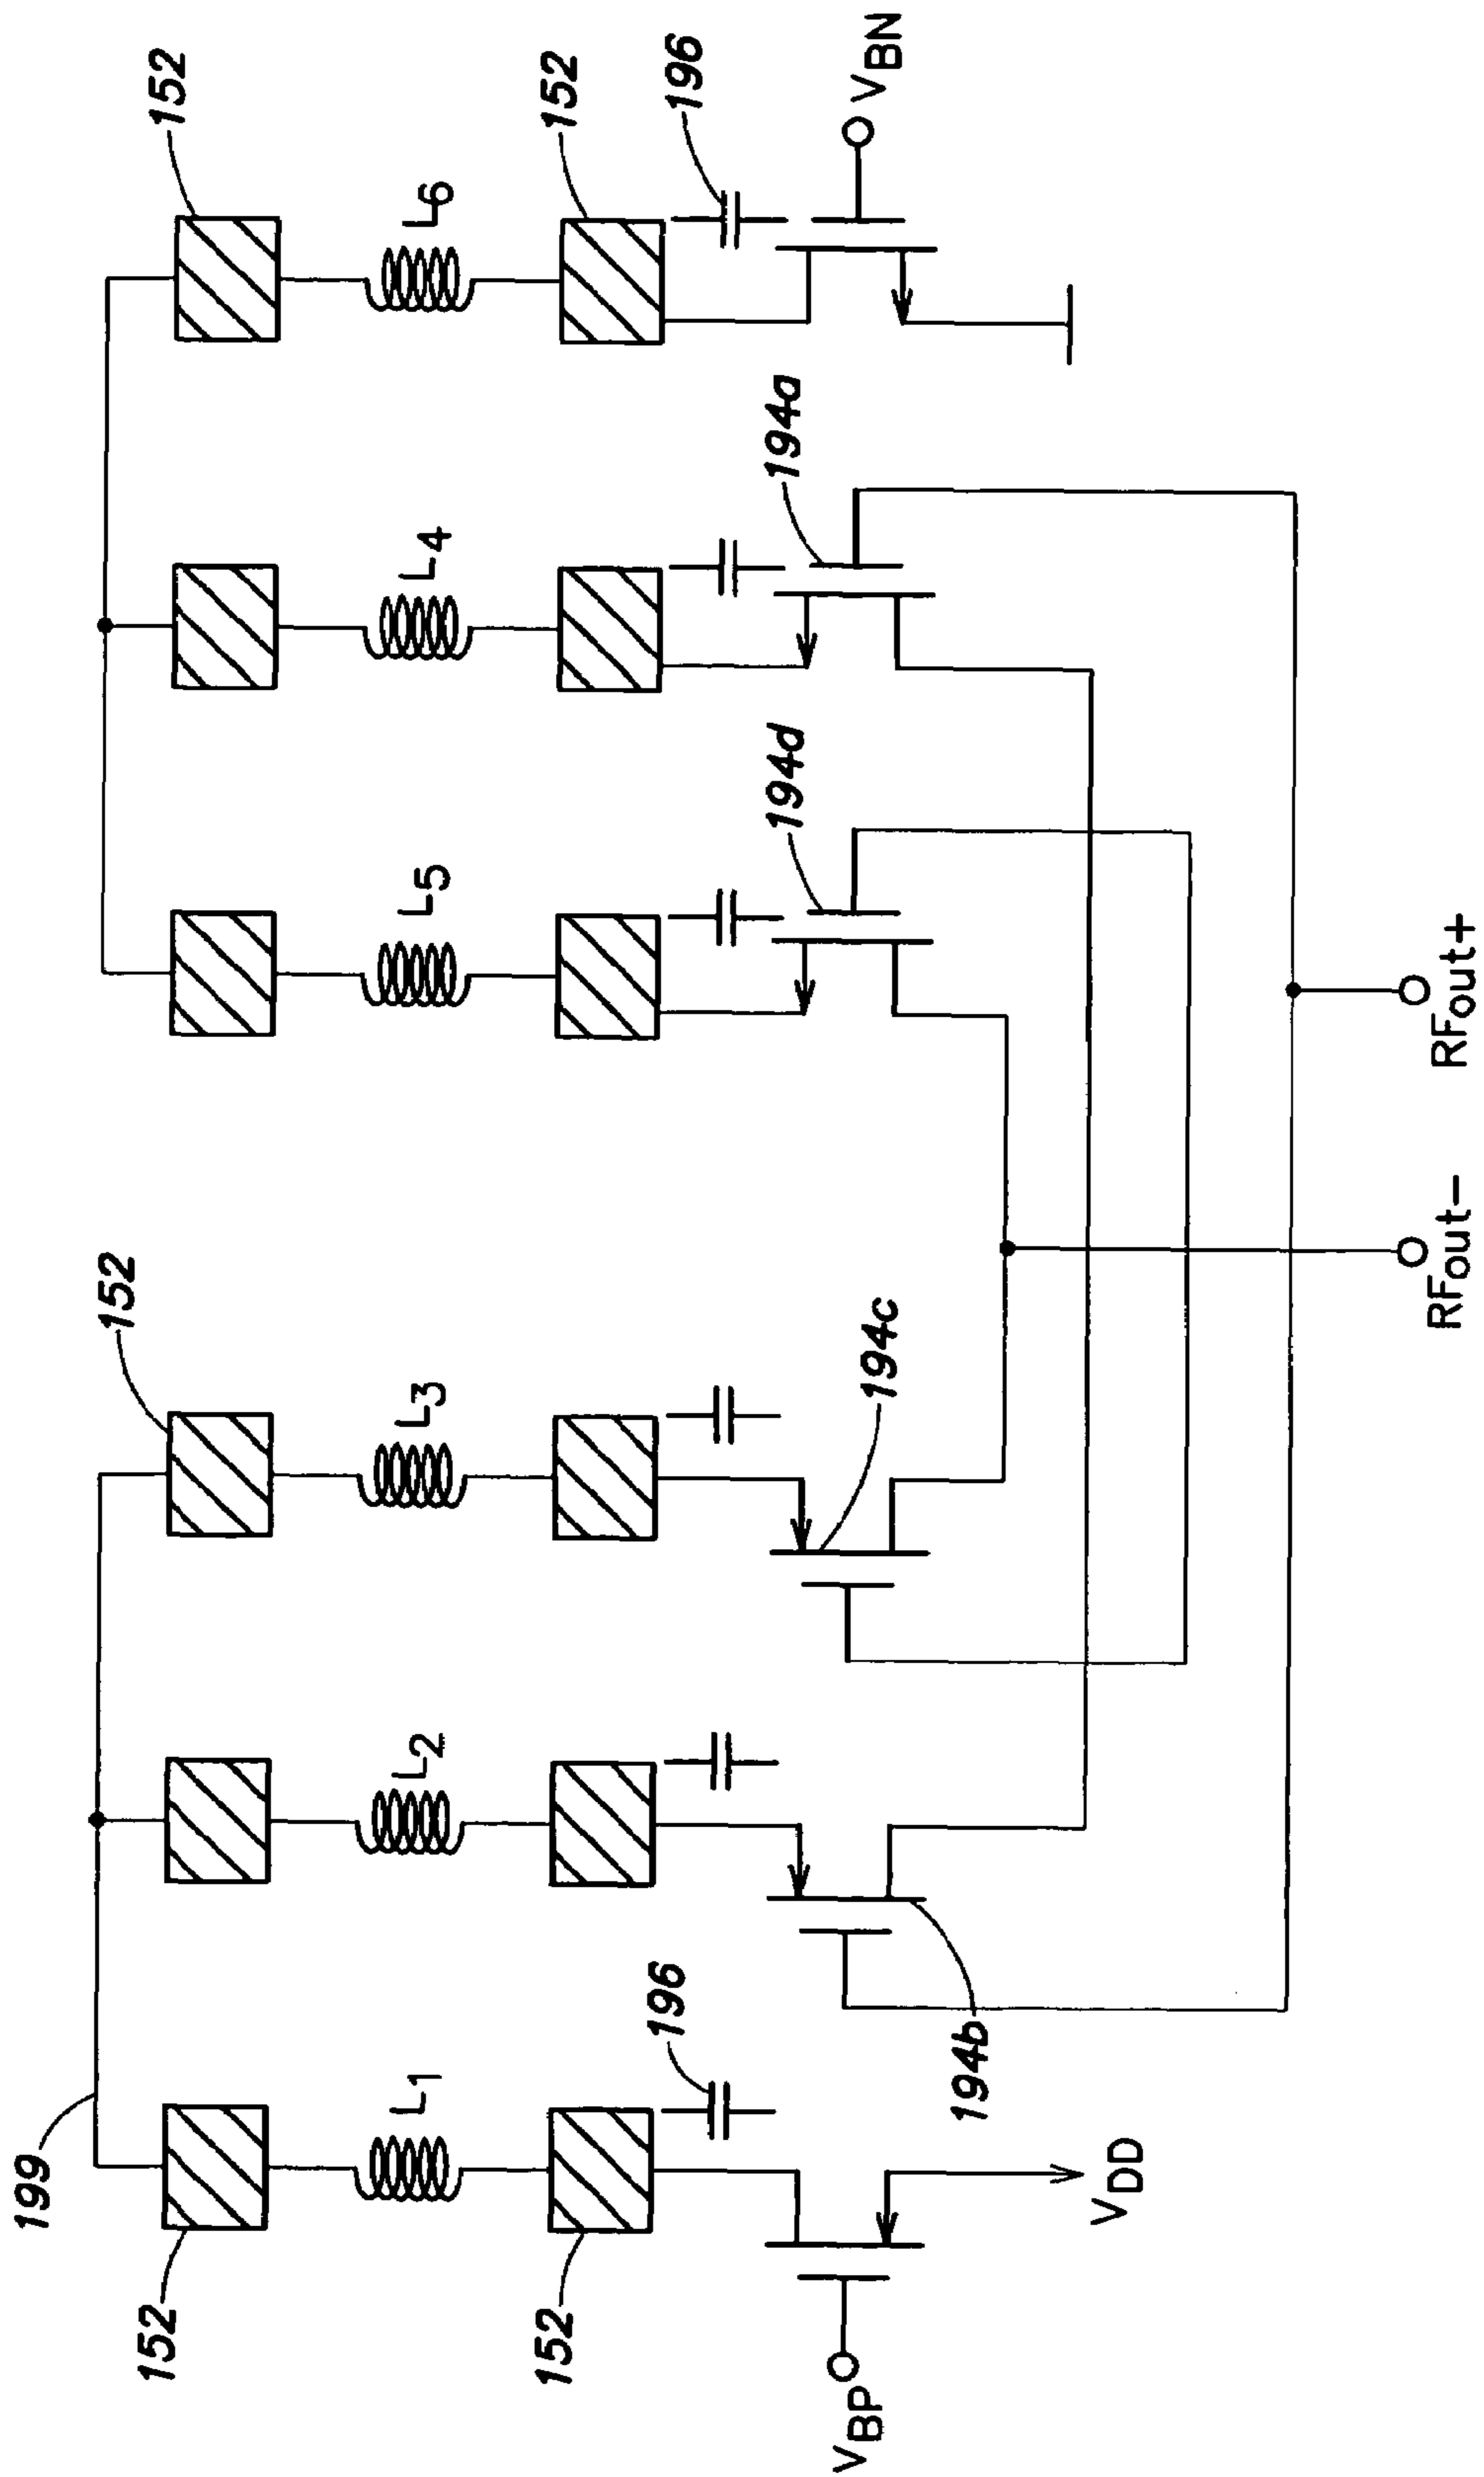 199
152
152
152
L1
L2
L3
L5
L4
L6
152
152
196
196
194b
194c
194d
194a
VBP
VDD
VBN
RFout−
RFout+